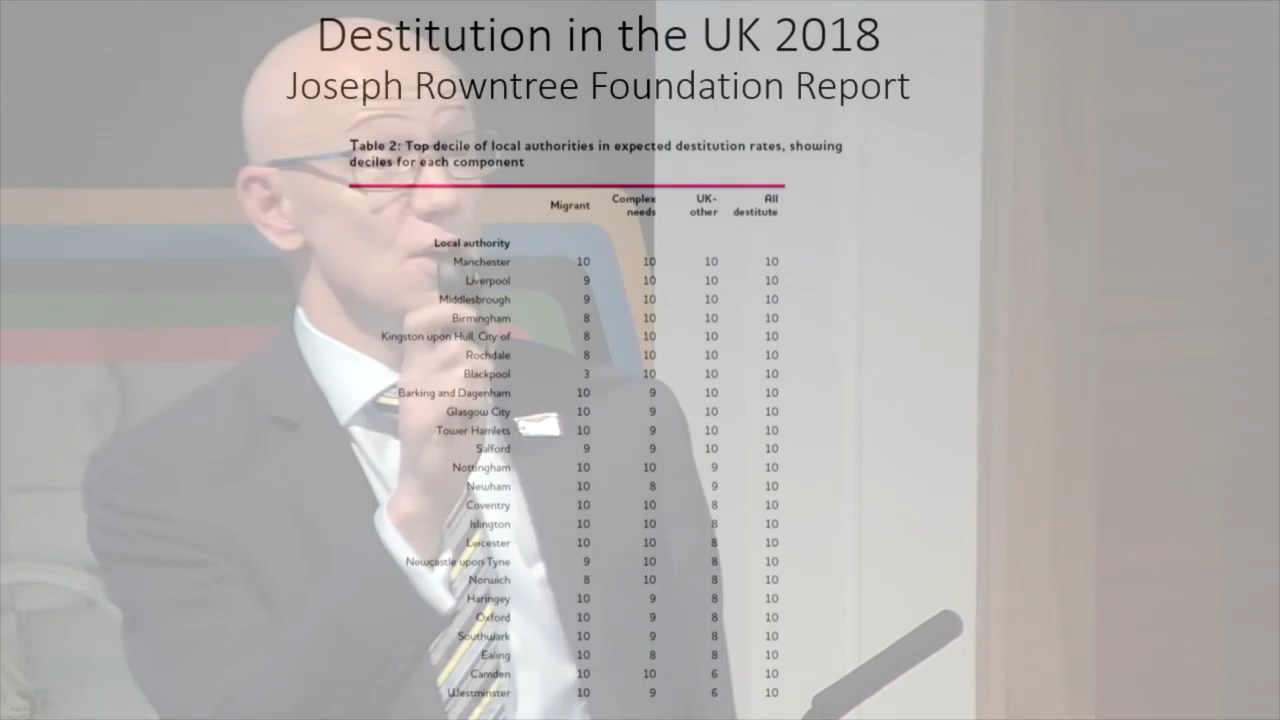 Destitution in the UK 2018
Joseph Rowntree Foundation Report
Table 2: Top decile of local authorities in expected destitution rates, showing
deciles for each component
Migrant Complex needs UK-other All destitute
Local authority
Manchester 10 10 10 10
Liverpool 9 10 10 10
Middlesbrough 9 10 10 10
Birmingham 8 10 10 10
Kingston upon Hull, City of 8 10 10 10
Rochdale 8 10 10 10
Blackpool 3 10 10 10
Barking and Dagenham 10 9 10 10
Glasgow City 10 9 10 10
Tower Hamlets 10 9 10 10
Salford 9 9 10 10
Nottingham 10 10 9 10
Newham 10 8 9 10
Coventry 10 10 8 10
Islington 10 10 8 10
Leicester 10 10 8 10
Newcastle upon Tyne 9 10 8 10
Norwich 8 10 8 10
Haringey 10 9 8 10
Oxford 10 9 8 10
Southwark 10 9 8 10
Ealing 10 8 8 10
Camden 10 10 6 10
Westminster 10 9 6 10